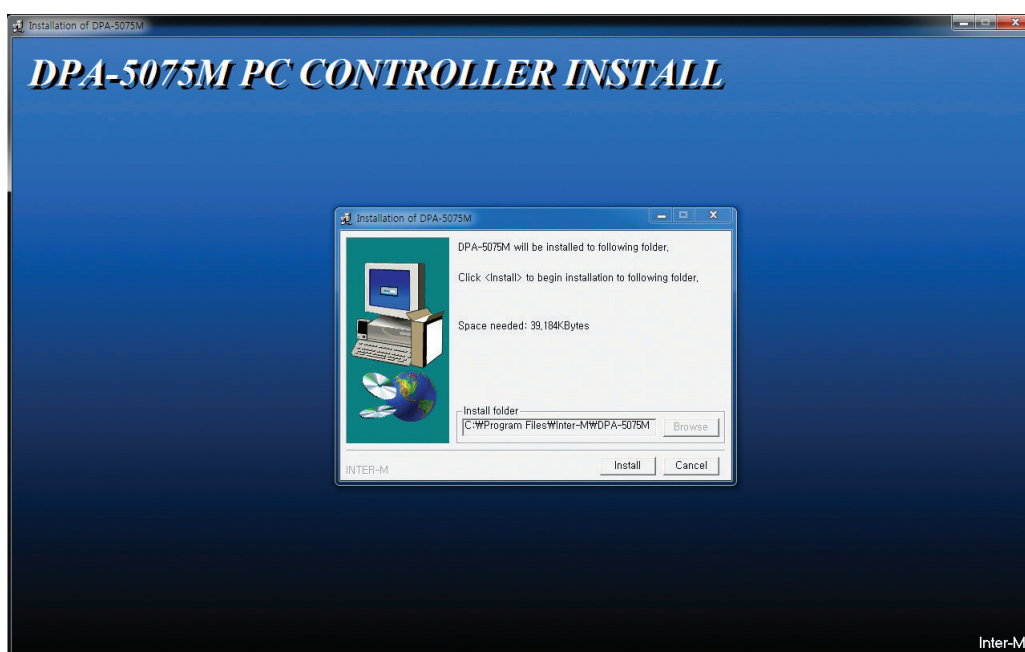 Installation of DPA-5075M
DPA-5075M PC CONTROLLER INSTALL
Installation of DPA-5075M
DPA-5075M will be installed to following folder,
Click <Install> to begin installation to following folder,
Space needed: 39,184KBytes
Install folder
C:₩Program Files₩Inter-M₩DPA-5075M
Browse
INTER-M
Install
Cancel
Inter-M